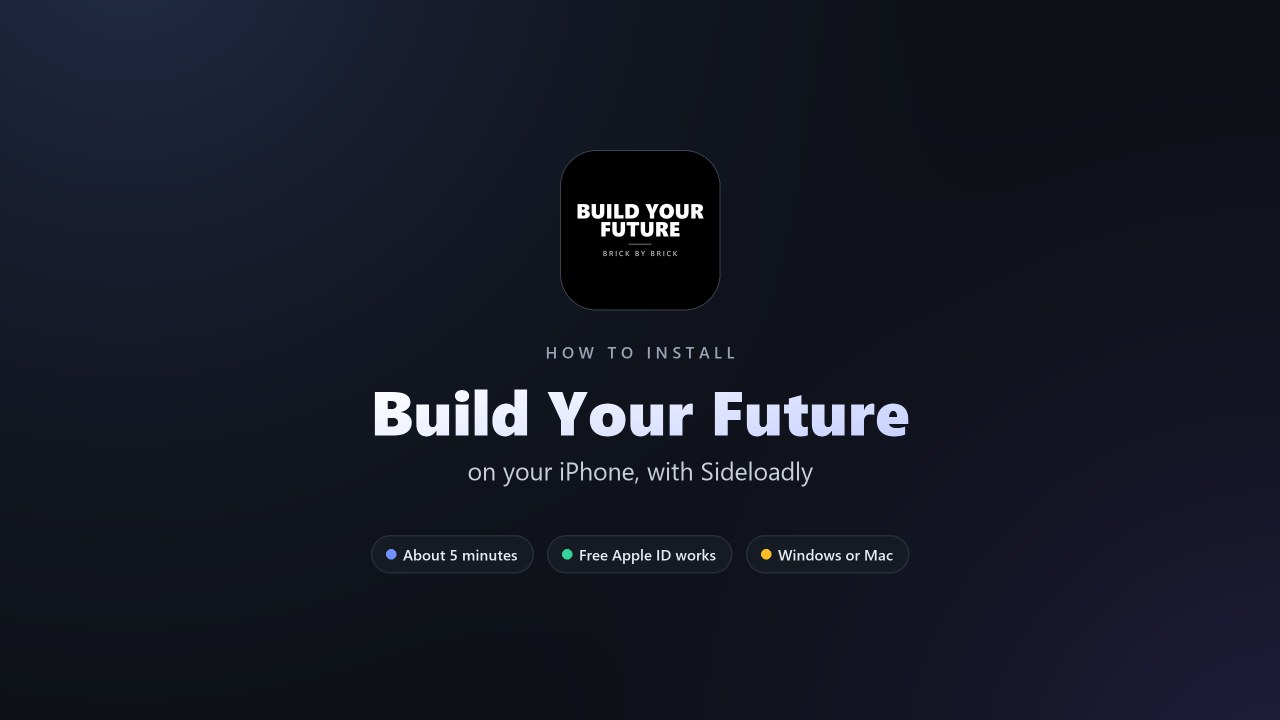 BUILD YOUR
FUTURE
BRICK BY BRICK
HOW TO INSTALL
Build Your Future
on your iPhone, with Sideloadly
About 5 minutes
Free Apple ID works
Windows or Mac